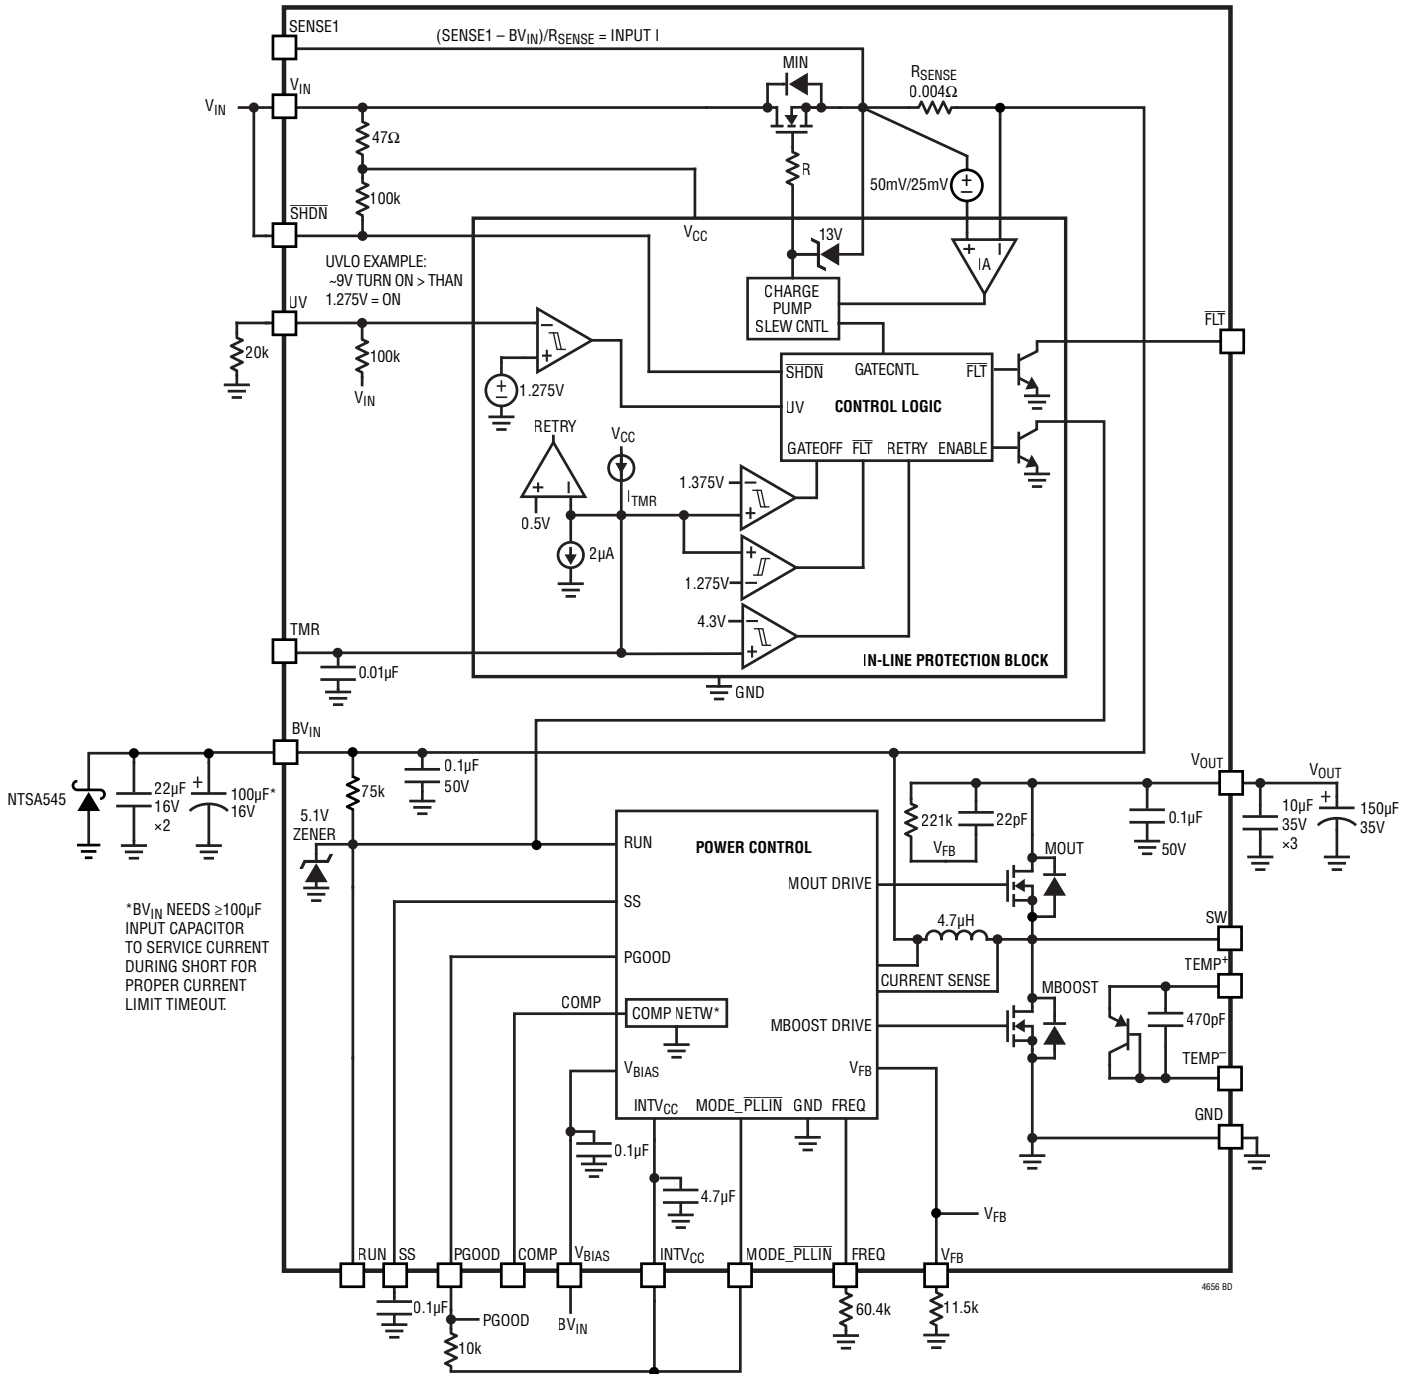 SENSE1
(SENSE1 – BVIN)/RSENSE = INPUT I
MIN
RSENSE
0.004Ω
VIN
VIN
47Ω
R
50mV/25mV
+
–
100k
SHDN
VCC
13V
+ –
IA
UVLO EXAMPLE:
~9V TURN ON > THAN
1.275V = ON
CHARGE
PUMP
SLEW CNTL
UV
–
+
FLT
20k
100k
VIN
+
–
1.275V
SHDN
GATECNTL
FLT
UV
CONTROL LOGIC
GATEOFF
FLT
RETRY
ENABLE
RETRY
VCC
+ –
0.5V
ITMR
1.375V
–
+
2µA
+
–
1.275V
4.3V
–
+
TMR
0.01µF
IN-LINE PROTECTION BLOCK
GND
BVIN
NTSA545
22µF
16V
×2
+
100µF*
16V
75k
0.1µF
50V
5.1V
ZENER
VOUT
VOUT
221k
22pF
VFB
0.1µF
50V
10µF
35V
×3
+
150µF
35V
RUN
POWER CONTROL
MOUT
MOUT DRIVE
*BVIN NEEDS ≥100µF
INPUT CAPACITOR
TO SERVICE CURRENT
DURING SHORT FOR
PROPER CURRENT
LIMIT TIMEOUT.
SS
4.7µH
SW
PGOOD
CURRENT SENSE
TEMP+
MBOOST
470pF
COMP
COMP NETW*
MBOOST DRIVE
TEMP–
VBIAS
VFB
INTVCC
MODE_PLLIN
GND
FREQ
GND
0.1µF
4.7µF
VFB
RUN
SS
PGOOD
COMP
VBIAS
INTVCC
MODE_PLLIN
FREQ
VFB
4656 BD
0.1µF
PGOOD
BVIN
60.4k
11.5k
10k